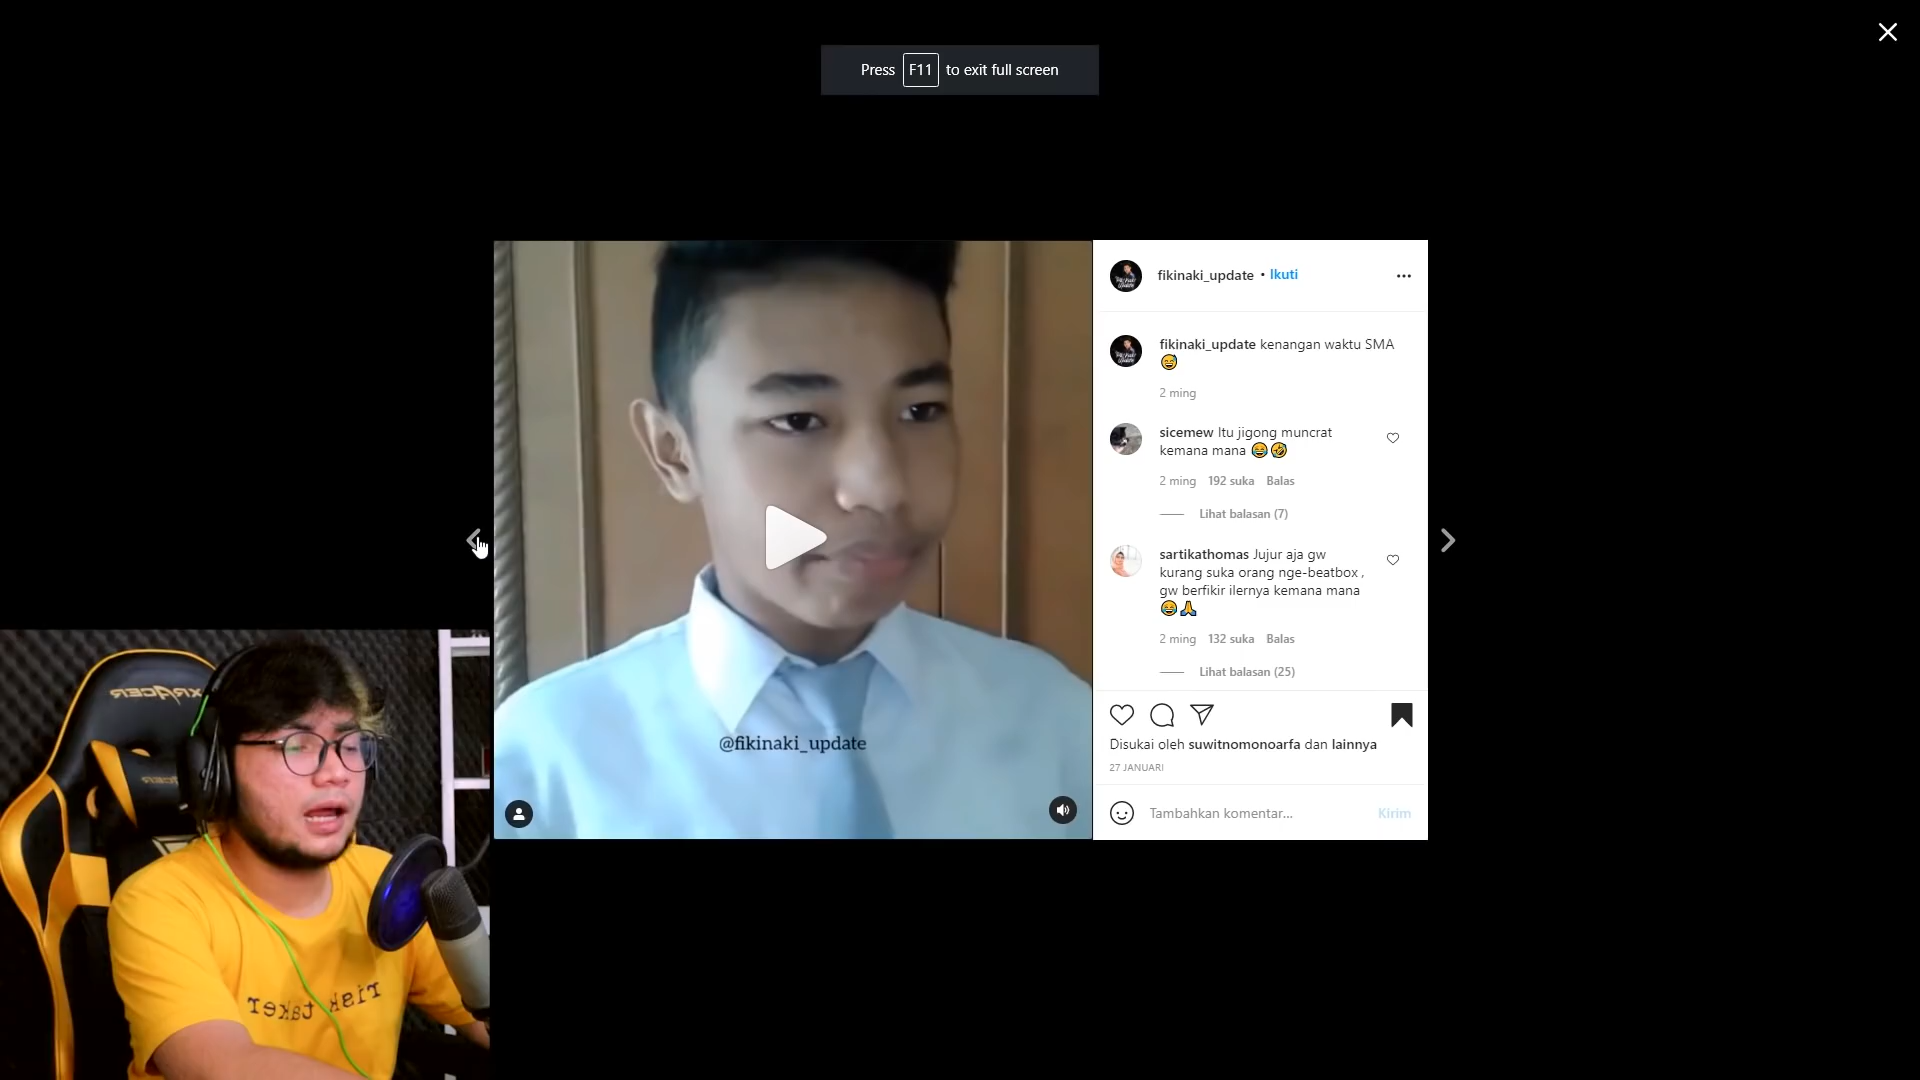 Press F11 to exit full screen
fikinaki_update • Ikuti
fikinaki_update kenangan waktu SMA
😅
2 ming
sicemew Itu jigong muncrat
kemana mana 😂🤣
2 ming 192 suka Balas
Lihat balasan (7)
sartikathomas Jujur aja gw
kurang suka orang nge-beatbox ,
gw berfikir ilernya kemana mana
😂🙏
2 ming 132 suka Balas
Lihat balasan (25)
Disukai oleh suwitnomonoarfa dan lainnya
27 JANUARI
Tambahkan komentar... Kirim
@fikinaki_update
risk taker